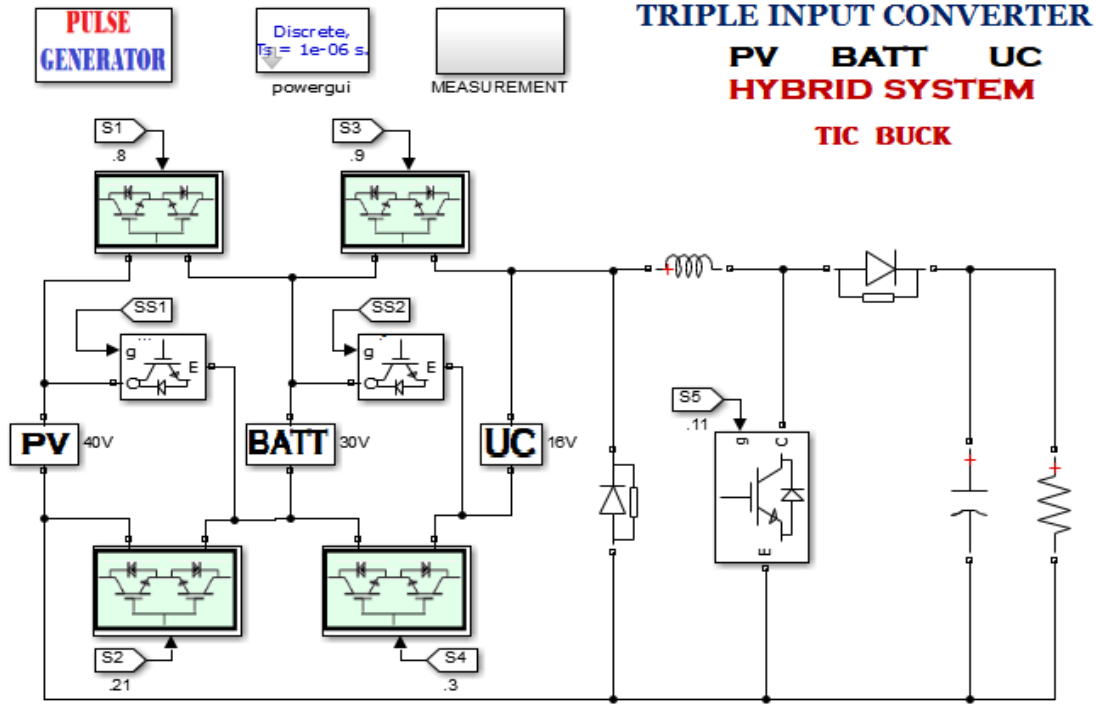 PULSE
GENERATOR
Discrete,
Ts = 1e-06 s.
powergui
MEASUREMENT
TRIPLE INPUT CONVERTER
PV BATT UC
HYBRID SYSTEM
TIC BUCK
S1
.8
S3
.9
SS1
...
g
E
C
SS2
g
E
C
PV
40V
BATT
30V
UC
16V
S5
.11
g
C
E
S2
.21
S4
.3